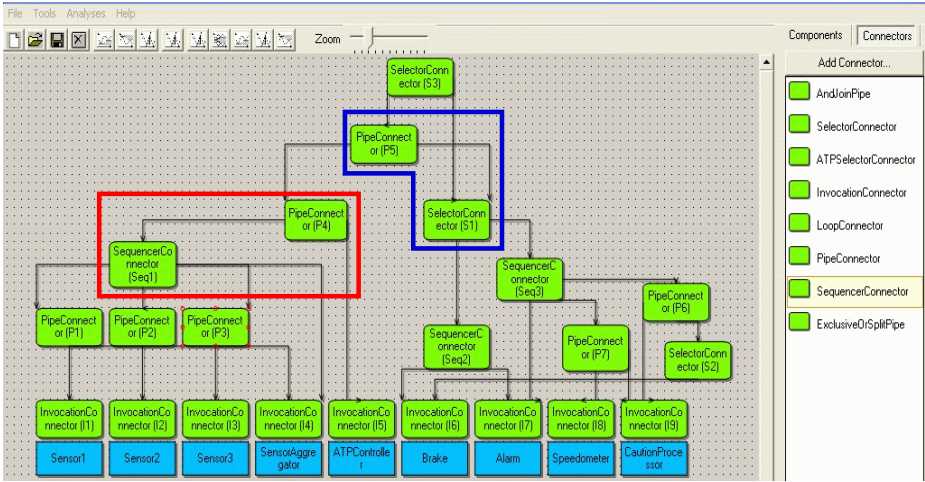 File Tools Analyses Help
Zoom
Components Connectors
Add Connector...
AndJoinPipe
SelectorConnector
ATPSelectorConnector
InvocationConnector
LoopConnector
PipeConnector
SequencerConnector
ExclusiveOrSplitPipe
SelectorConn
ector (S3)
PipeConnect
or (P5)
PipeConnect
or (P4)
SelectorConn
ector (S1)
SequencerCo
nnector
(Seq1)
SequencerC
onnector
(Seq3)
PipeConnect
or (P6)
PipeConnect
or (P1)
PipeConnect
or (P2)
PipeConnect
or (P3)
SequencerC
onnector
(Seq2)
PipeConnect
or (P7)
SelectorConn
ector (S2)
InvocationCo
nnector (I1)
InvocationCo
nnector (I2)
InvocationCo
nnector (I3)
InvocationCo
nnector (I4)
InvocationCo
nnector (I5)
InvocationCo
nnector (I6)
InvocationCo
nnector (I7)
InvocationCo
nnector (I8)
InvocationCo
nnector (I9)
Sensor1
Sensor2
Sensor3
SensorAggre
gator
ATPControlle
r
Brake
Alarm
Speedometer
CautionProce
ssor